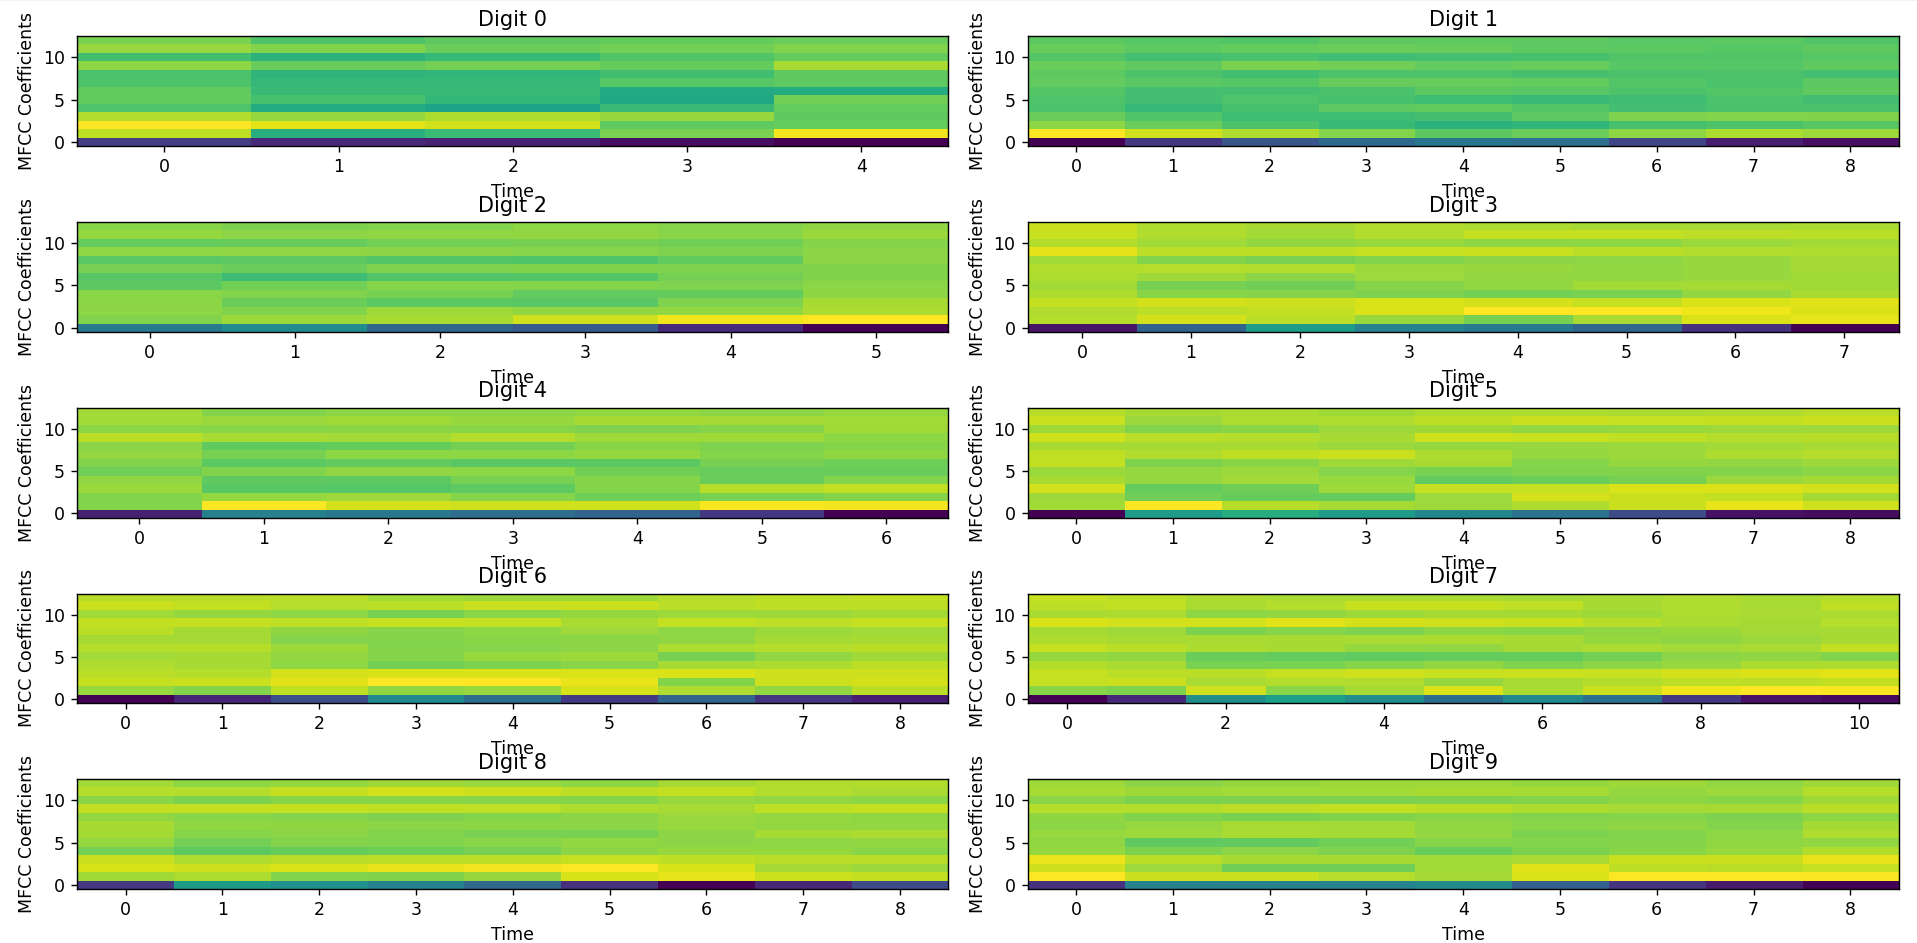 Digit 0
MFCC Coefficients
10
5
0
0 1 2 3 4
Time
Digit 1
MFCC Coefficients
10
5
0
0 1 2 3 4 5 6 7 8
Time
Digit 2
MFCC Coefficients
10
5
0
0 1 2 3 4 5
Time
Digit 3
MFCC Coefficients
10
5
0
0 1 2 3 4 5 6 7
Time
Digit 4
MFCC Coefficients
10
5
0
0 1 2 3 4 5 6
Time
Digit 5
MFCC Coefficients
10
5
0
0 1 2 3 4 5 6 7 8
Time
Digit 6
MFCC Coefficients
10
5
0
0 1 2 3 4 5 6 7 8
Time
Digit 7
MFCC Coefficients
10
5
0
0 2 4 6 8 10
Time
Digit 8
MFCC Coefficients
10
5
0
0 1 2 3 4 5 6 7 8
Time
Digit 9
MFCC Coefficients
10
5
0
0 1 2 3 4 5 6 7 8
Time